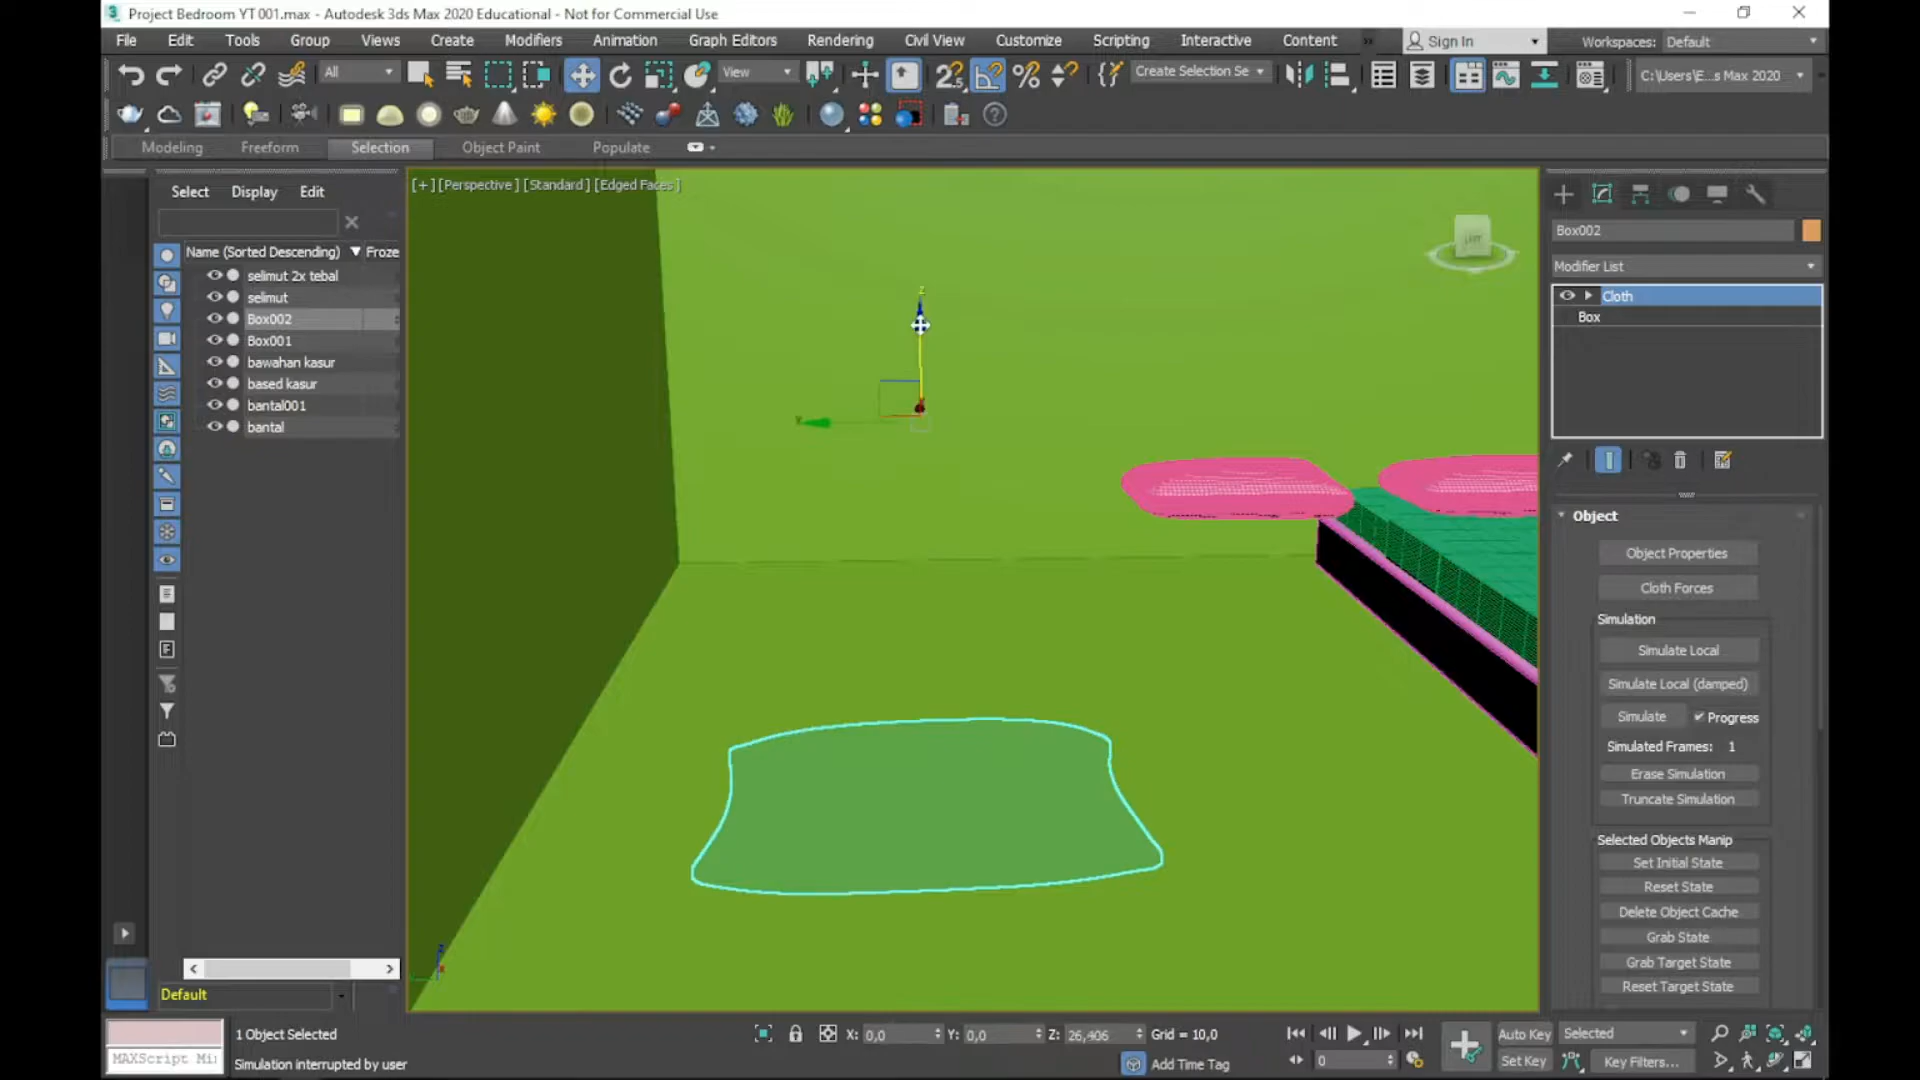 Project Bedroom YT 001.max - Autodesk 3ds Max 2020 Educational - Not for Commercial Use
File Edit Tools Group Views Create Modifiers Animation Graph Editors Rendering Civil View Customize Scripting Interactive Content » Sign In Workspaces: Default
All View Create Selection Se C:\Users\E...s Max 2020
Modeling Freeform Selection Object Paint Populate
Select Display Edit
[+] [Perspective] [Standard] [Edged Faces]
Box002
Name (Sorted Descending) Froze
Modifier List
selimut 2x tebal
selimut
Box002
Box001
bawahan kasur
based kasur
bantal001
bantal
Cloth
Box
Object
Object Properties
Cloth Forces
Simulation
Simulate Local
Simulate Local (damped)
Simulate Progress
Simulated Frames: 1
Erase Simulation
Truncate Simulation
Selected Objects Manip
Set Initial State
Reset State
Delete Object Cache
Grab State
Grab Target State
Reset Target State
Default
1 Object Selected X: 0,0 Y: 0,0 Z: 26,406 Grid = 10,0 Auto Key Selected
MAXScript Mi Simulation interrupted by user Add Time Tag 0 Set Key Key Filters...